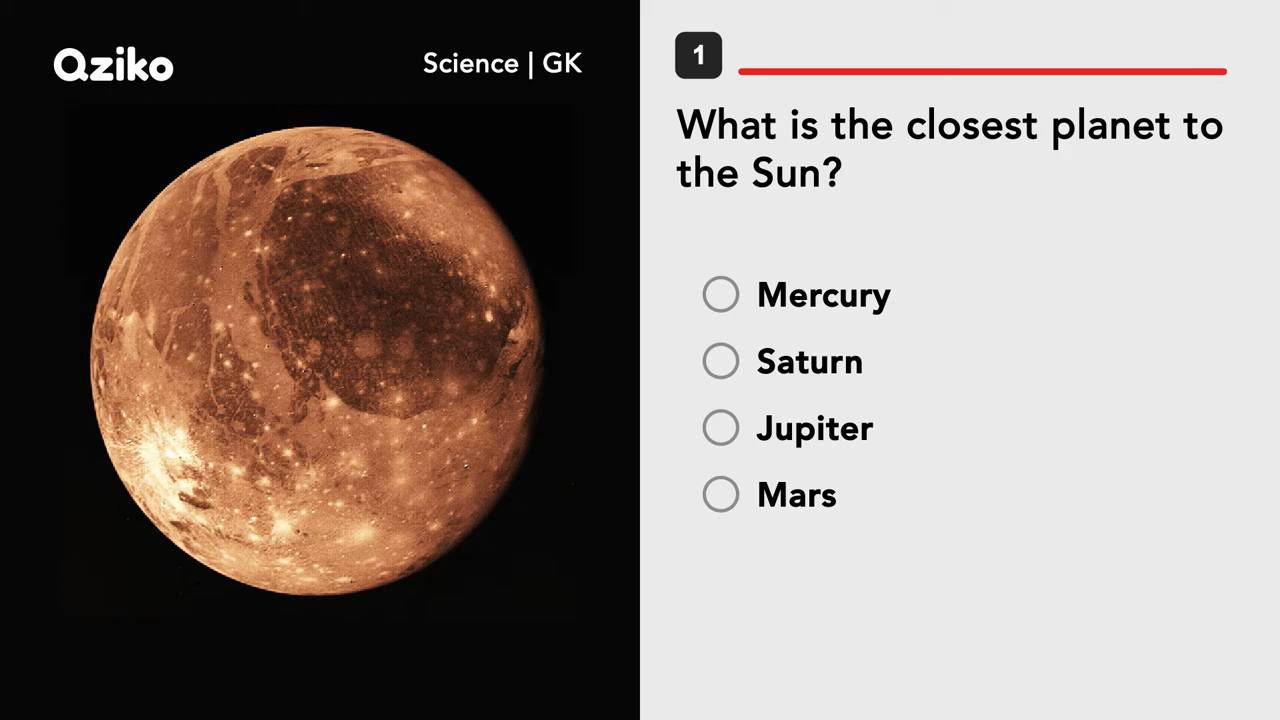 Qziko
Science | GK
1
What is the closest planet to
the Sun?
Mercury
Saturn
Jupiter
Mars